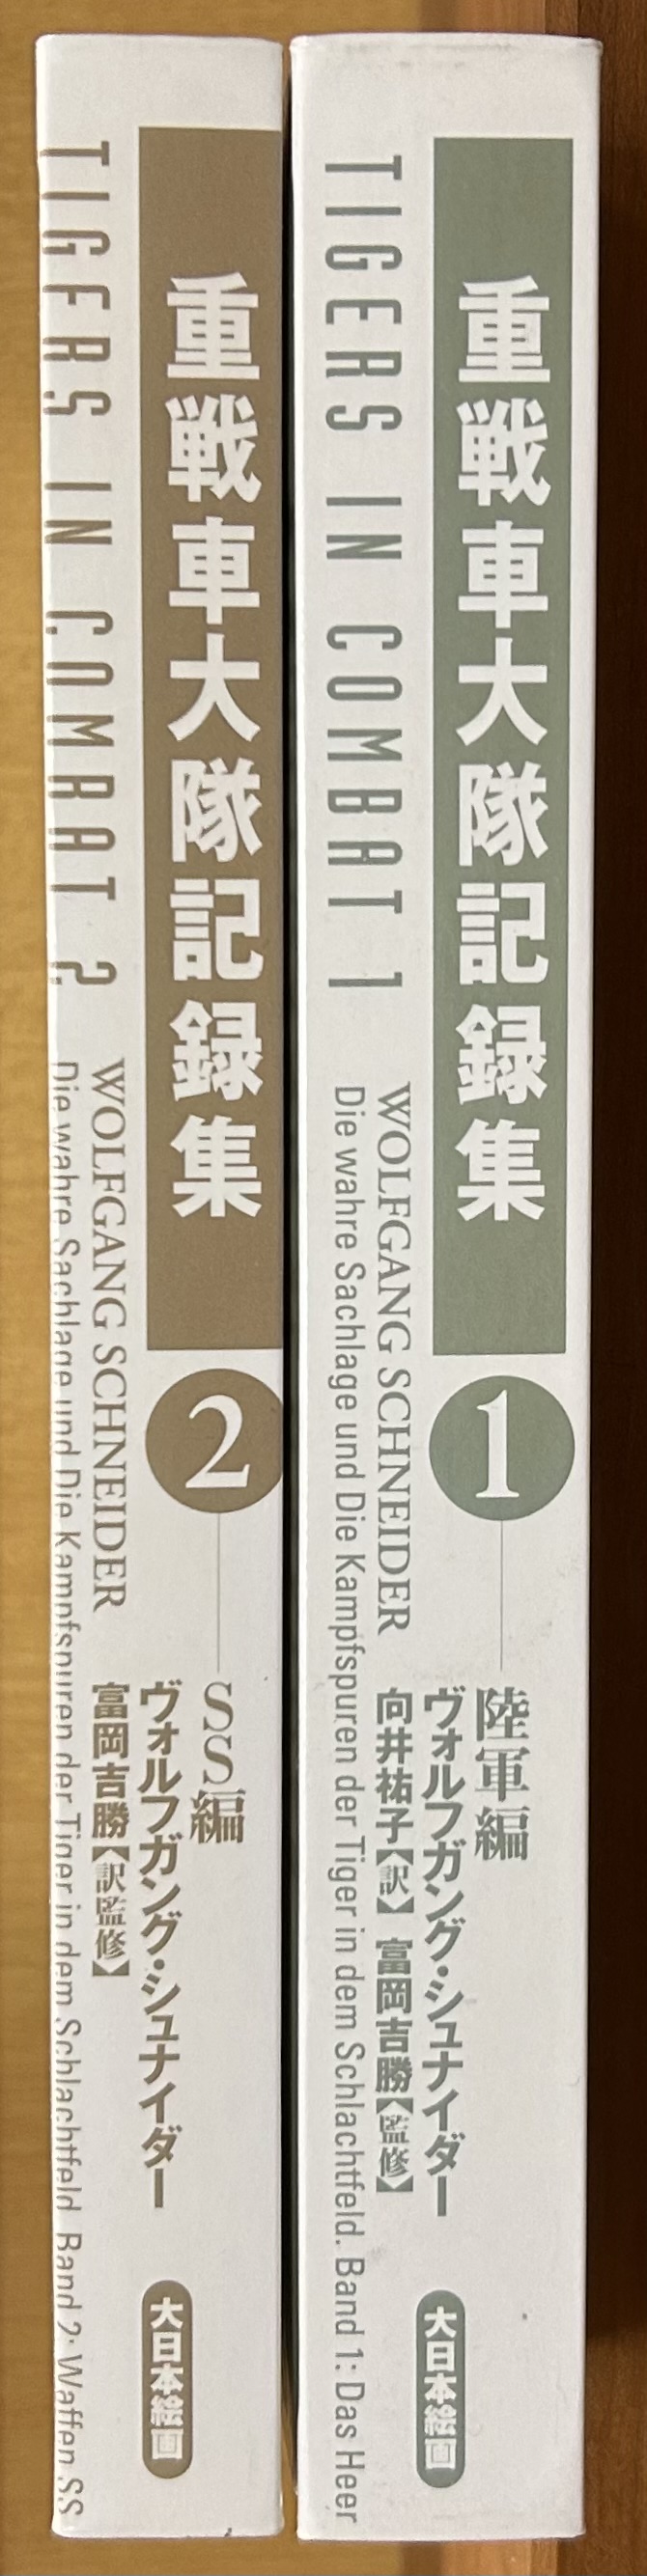 TIGERS IN COMBAT 2
WOLFGANG SCHNEIDER
Die wahre Sachlage und Die Kampfspuren der Tiger in dem Schlachtfeld. Band 2: Waffen SS
重戦車大隊記録集
2
SS編
ヴォルフガング・シュナイダー
富岡吉勝【訳監修】
大日本絵画
TIGERS IN COMBAT 1
WOLFGANG SCHNEIDER
Die wahre Sachlage und Die Kampfspuren der Tiger in dem Schlachtfeld. Band 1: Das Heer
重戦車大隊記録集
1
陸軍編
ヴォルフガング・シュナイダー
向井祐子【訳】 富岡吉勝【監修】
大日本絵画